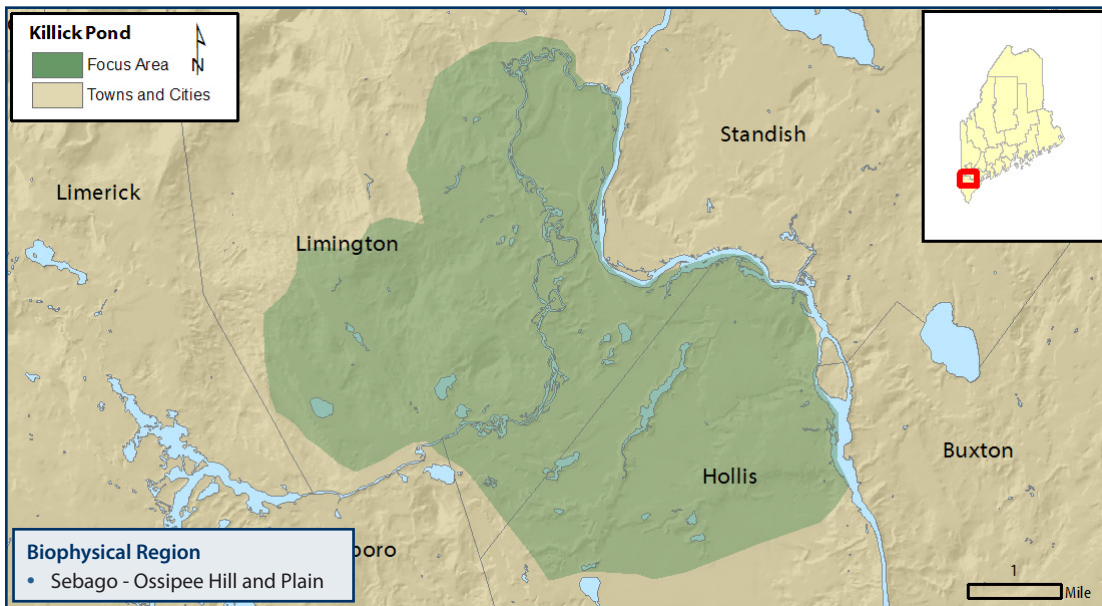 Killick Pond
N
Focus Area
Towns and Cities
Standish
Limerick
Limington
Buxton
Hollis
boro
Biophysical Region
• Sebago - Ossipee Hill and Plain
1
Mile